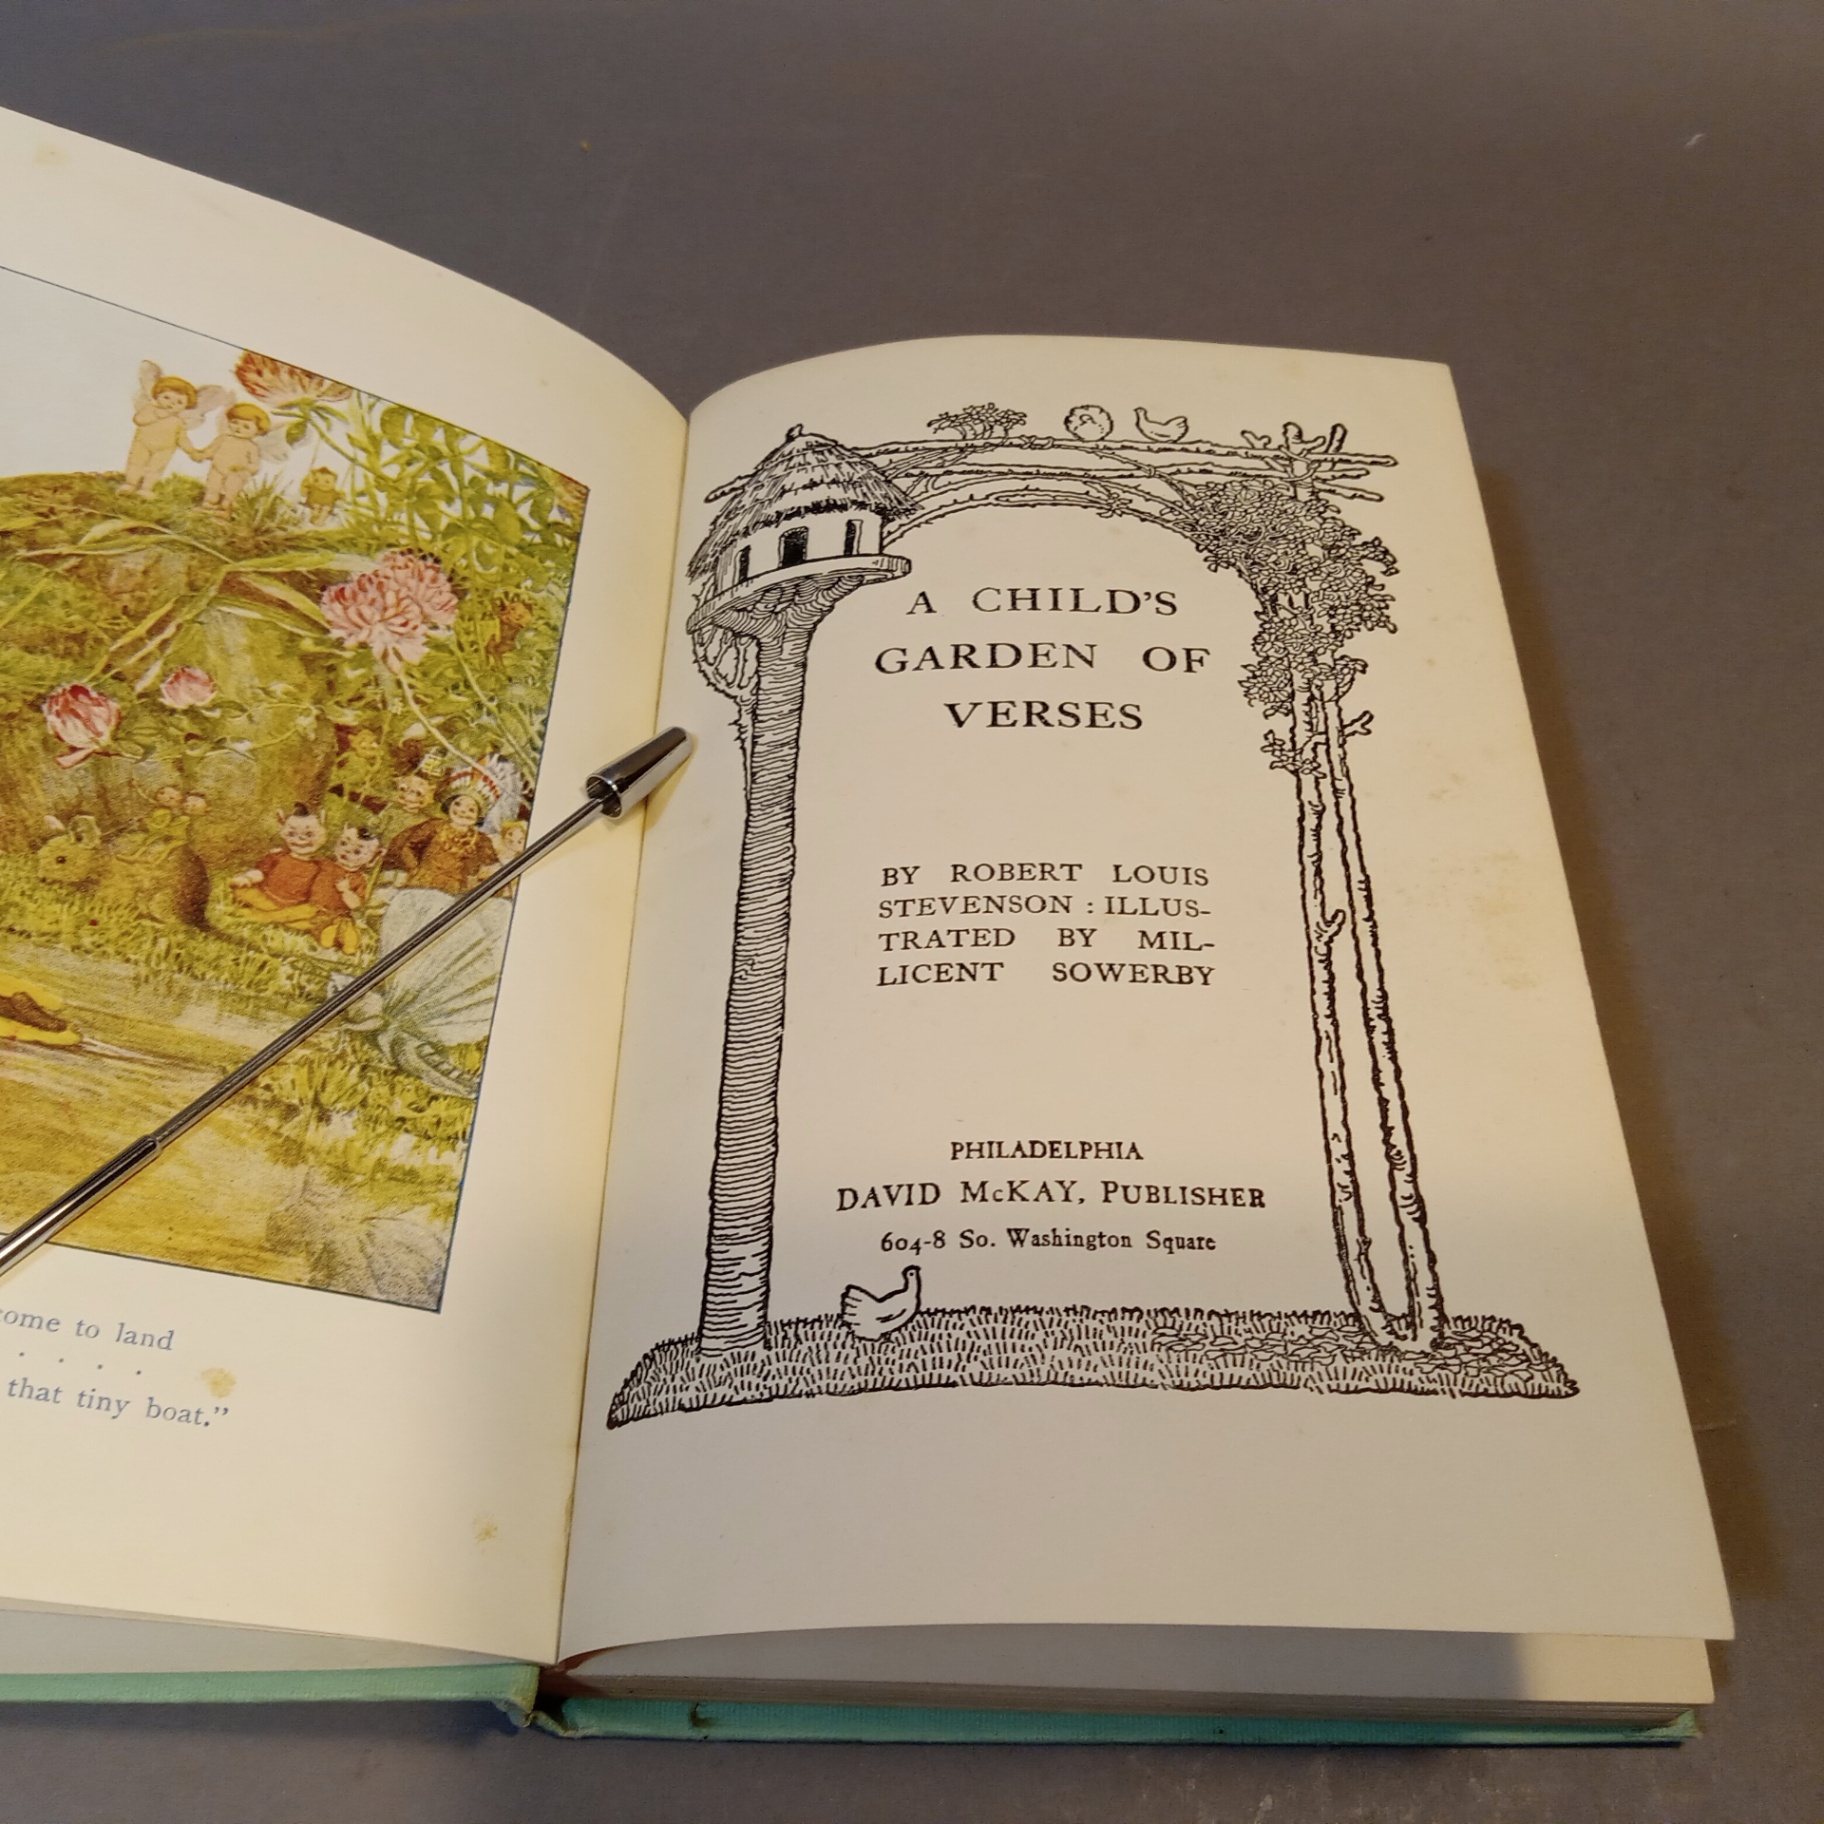 come to land
. . . .
that tiny boat.”
A CHILD’S
GARDEN OF
VERSES
BY ROBERT LOUIS
STEVENSON : ILLUS-
TRATED BY MIL-
LICENT SOWERBY
PHILADELPHIA
DAVID McKAY, PUBLISHER
604-8 So. Washington Square